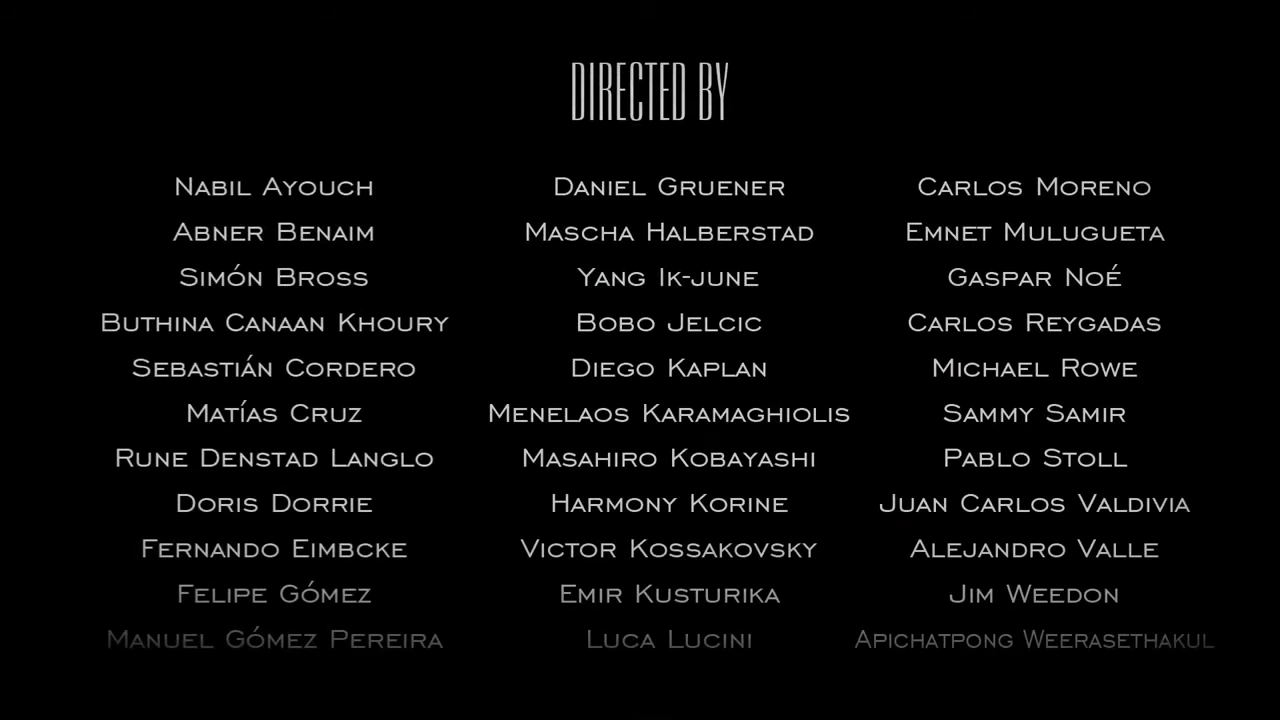 DIRECTED BY
NABIL AYOUCH
ABNER BENAIM
SIMÓN BROSS
BUTHINA CANAAN KHOURY
SEBASTIÁN CORDERO
MATÍAS CRUZ
RUNE DENSTAD LANGLO
DORIS DORRIE
FERNANDO EIMBCKE
FELIPE GÓMEZ
MANUEL GÓMEZ PEREIRA
DANIEL GRUENER
MASCHA HALBERSTAD
YANG IK-JUNE
BOBO JELCIC
DIEGO KAPLAN
MENELAOS KARAMAGHIOLIS
MASAHIRO KOBAYASHI
HARMONY KORINE
VICTOR KOSSAKOVSKY
EMIR KUSTURIKA
LUCA LUCINI
CARLOS MORENO
EMNET MULUGUETA
GASPAR NOÉ
CARLOS REYGADAS
MICHAEL ROWE
SAMMY SAMIR
PABLO STOLL
JUAN CARLOS VALDIVIA
ALEJANDRO VALLE
JIM WEEDON
APICHATPONG WEERASETHAKUL